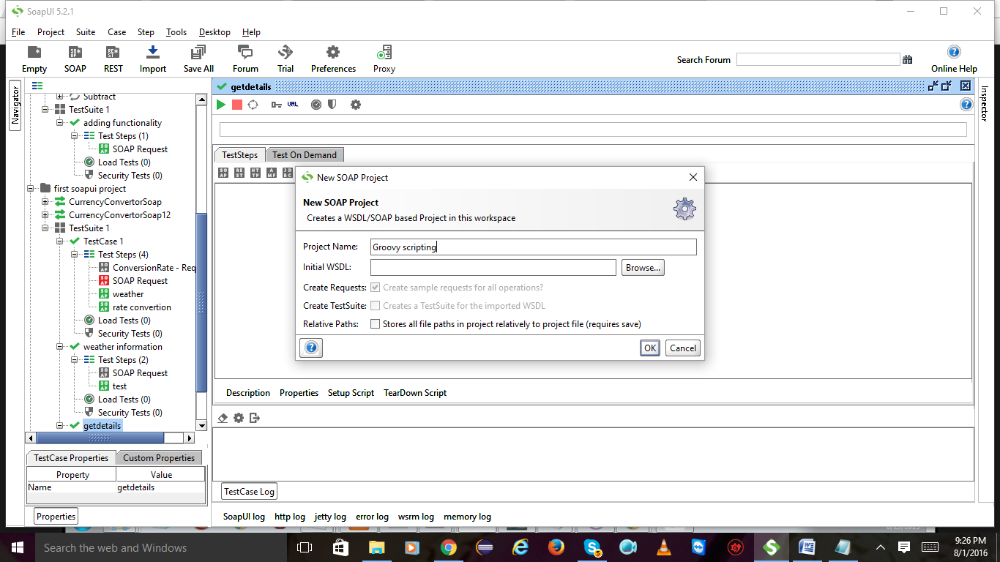 SoapUI 5.2.1
File Project Suite Case Step Tools Desktop Help
Empty SOAP REST Import Save All Forum Trial Preferences Proxy
Search Forum
Online Help
Navigator
Subtract
TestSuite 1
adding functionality
Test Steps (1)
SOAP Request
Load Tests (0)
Security Tests (0)
first soapui project
CurrencyConvertorSoap
CurrencyConvertorSoap12
TestSuite 1
TestCase 1
Test Steps (4)
ConversionRate - Req
SOAP Request
weather
rate convertion
Load Tests (0)
Security Tests (0)
weather information
Test Steps (2)
SOAP Request
test
Load Tests (0)
Security Tests (0)
getdetails
TestCase Properties Custom Properties
Property Value
Name getdetails
Properties
getdetails
URL
TestSteps Test On Demand
New SOAP Project
New SOAP Project
Creates a WSDL/SOAP based Project in this workspace
Project Name: Groovy scripting
Initial WSDL: Browse...
Create Requests: Create sample requests for all operations?
Create TestSuite: Creates a TestSuite for the imported WSDL
Relative Paths: Stores all file paths in project relatively to project file (requires save)
OK Cancel
Description Properties Setup Script TearDown Script
TestCase Log
SoapUI log http log jetty log error log wsrm log memory log
Inspector
Search the web and Windows
5
9:26 PM
8/1/2016